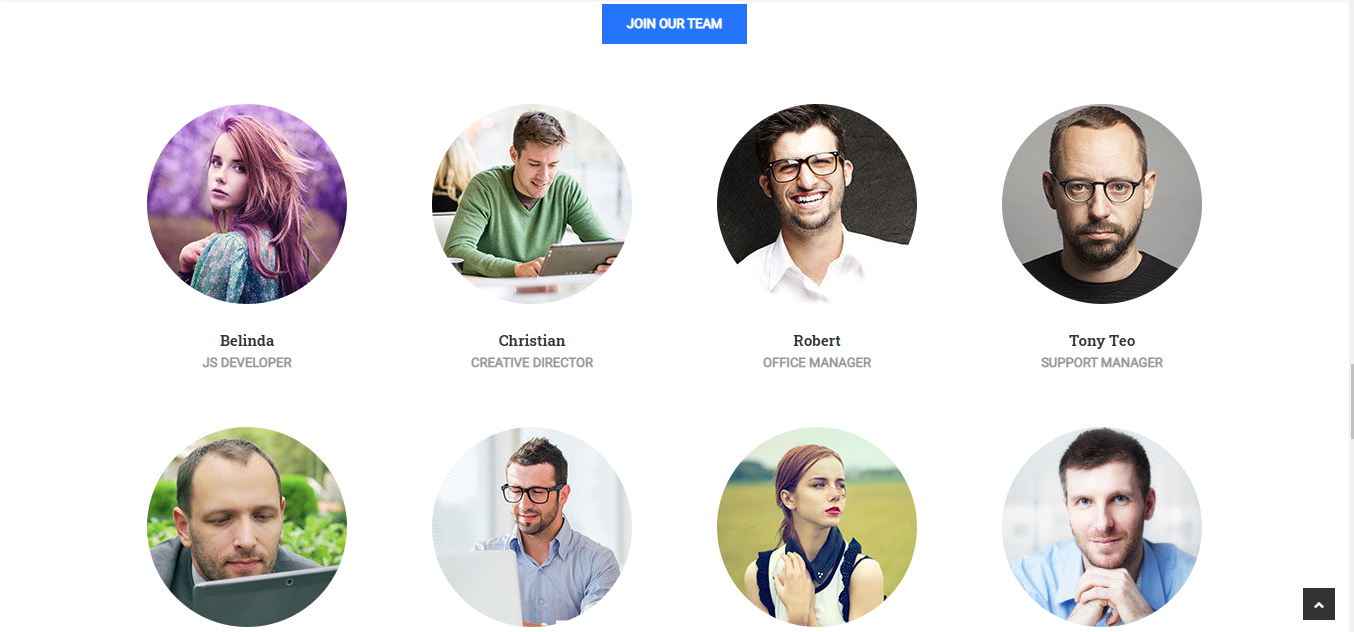 JOIN OUR TEAM
Belinda
JS DEVELOPER
Christian
CREATIVE DIRECTOR
Robert
OFFICE MANAGER
Tony Teo
SUPPORT MANAGER